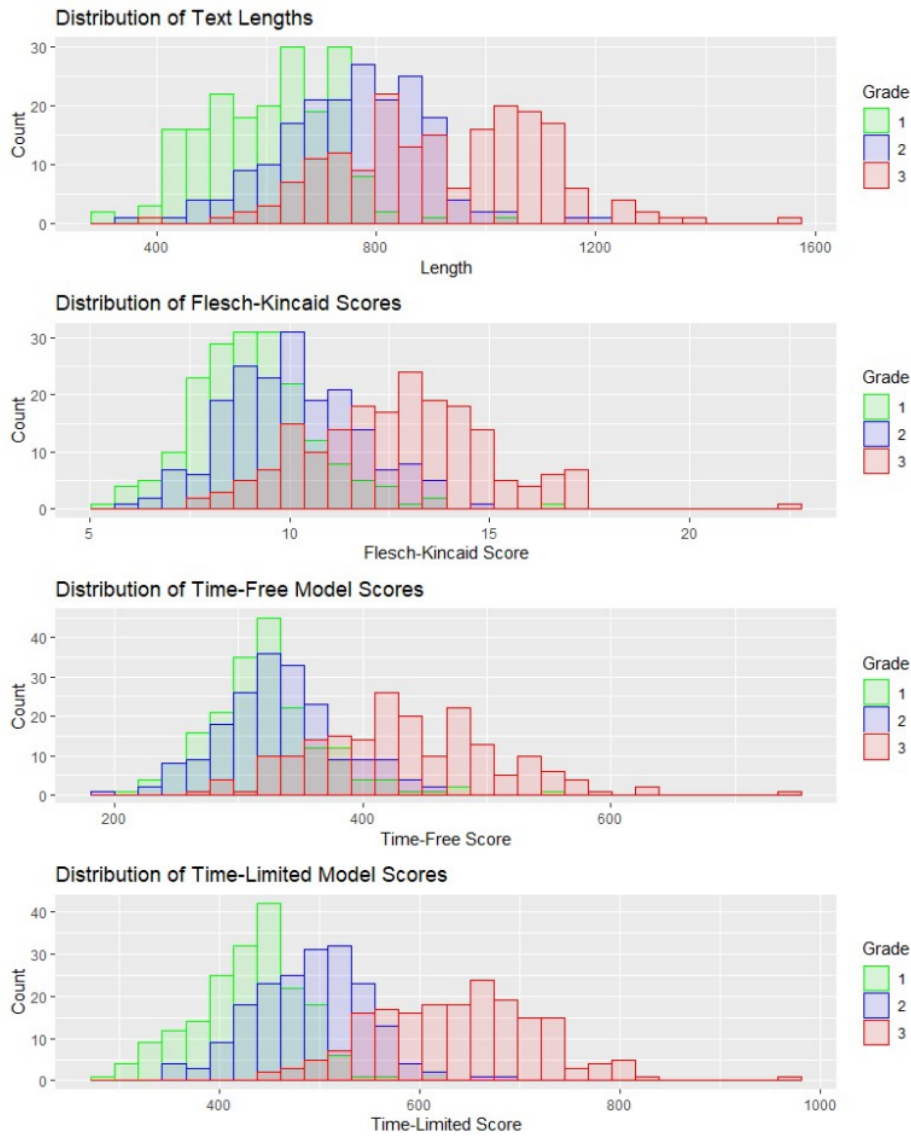 Distribution of Text Lengths
30
20
10
0
Count
400 800 1200 1600
Length
Grade
1
2
3
Distribution of Flesch-Kincaid Scores
30
20
10
0
Count
5 10 15 20
Flesch-Kincaid Score
Grade
1
2
3
Distribution of Time-Free Model Scores
40
30
20
10
0
Count
200 400 600
Time-Free Score
Grade
1
2
3
Distribution of Time-Limited Model Scores
40
30
20
10
0
Count
400 600 800 1000
Time-Limited Score
Grade
1
2
3